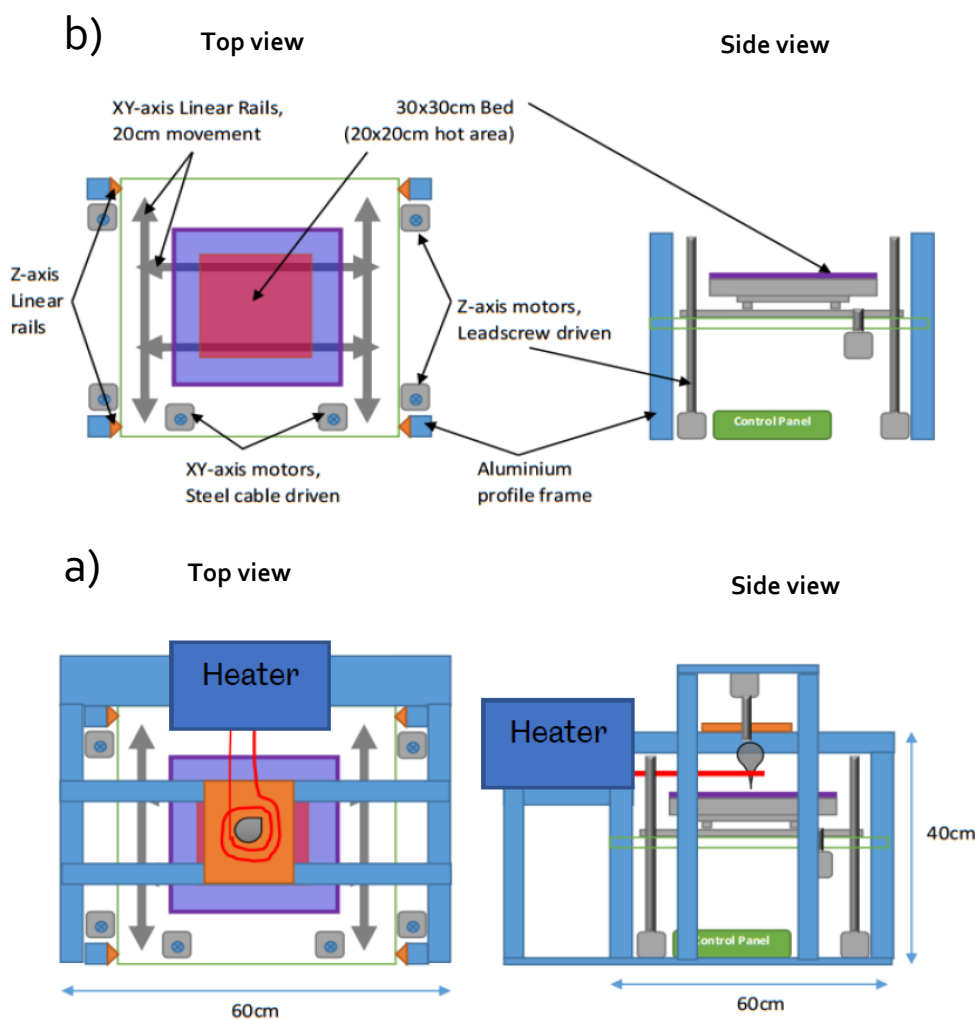 b)
Top view
Side view
XY-axis Linear Rails,
20cm movement
30x30cm Bed
(20x20cm hot area)
Z-axis
Linear
rails
Z-axis motors,
Leadscrew driven
Control Panel
XY-axis motors,
Steel cable driven
Aluminium
profile frame
a)
Top view
Side view
Heater
Heater
40cm
Control Panel
60cm
60cm